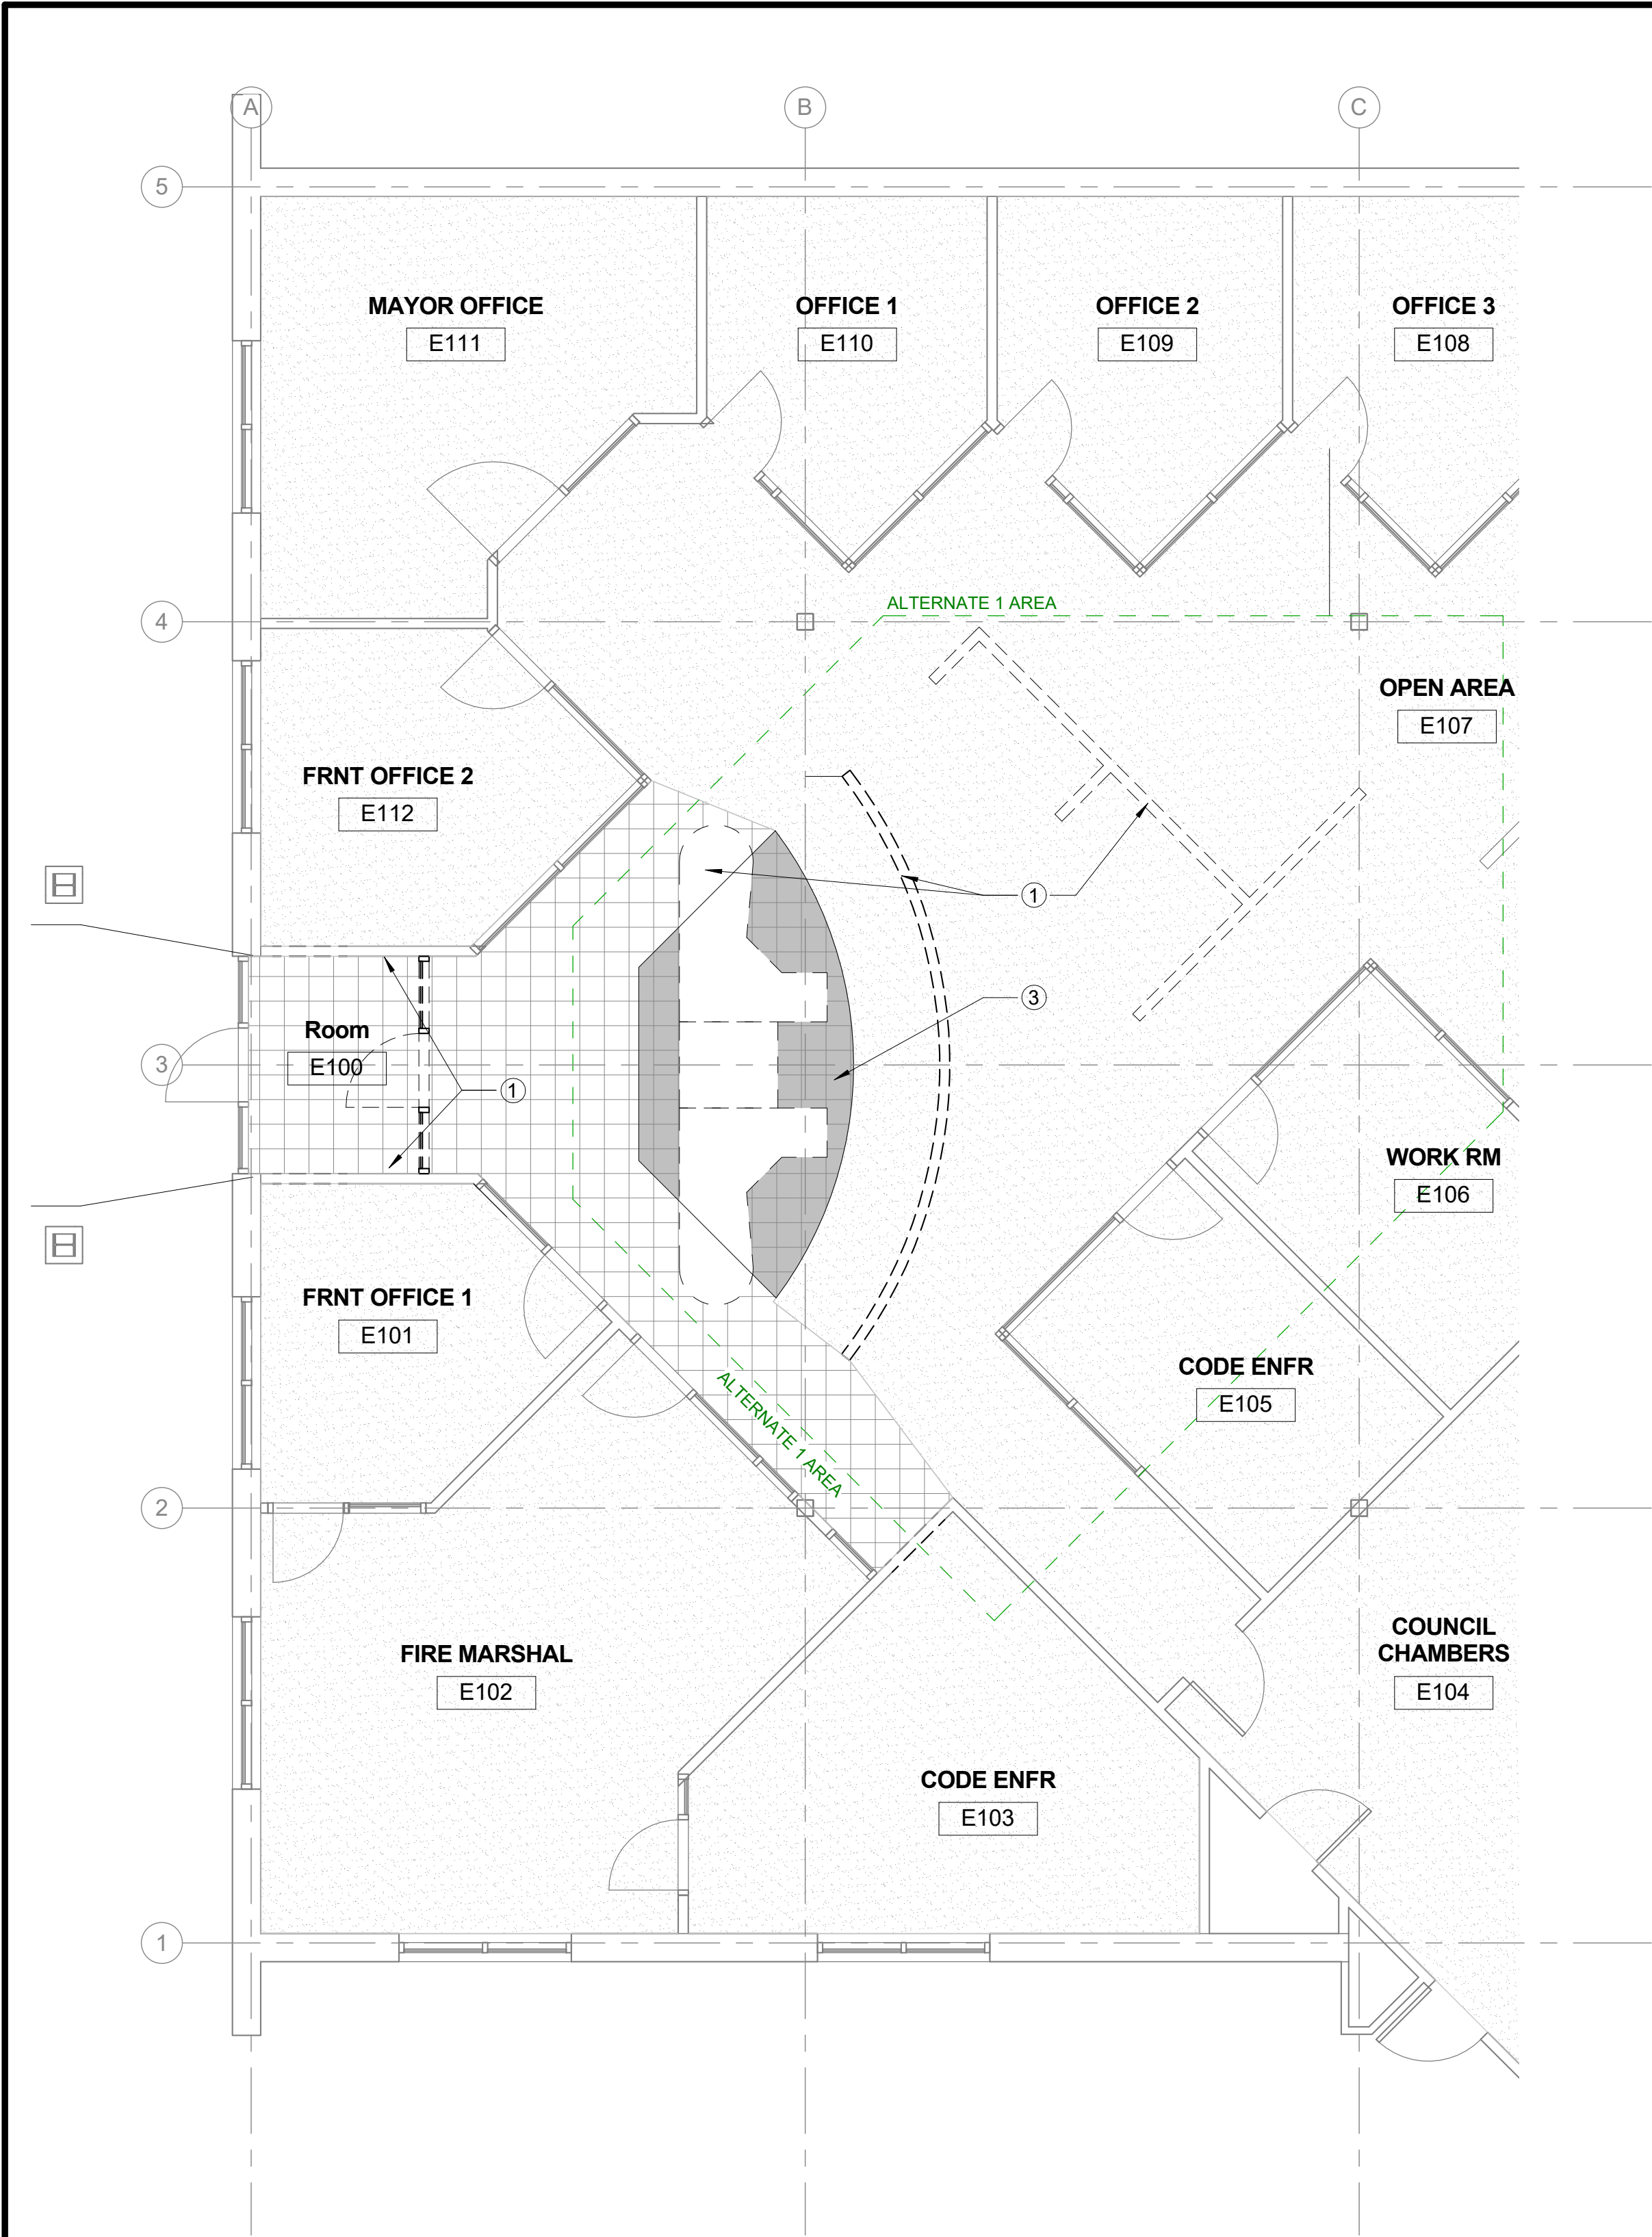 A
B
C
5
MAYOR OFFICE
E111
OFFICE 1
E110
OFFICE 2
E109
OFFICE 3
E108
ALTERNATE 1 AREA
4
OPEN AREA
E107
FRNT OFFICE 2
E112
1
3
Room
E100
3
1
WORK RM
E106
FRNT OFFICE 1
E101
CODE ENFR
E105
ALTERNATE 1 AREA
2
FIRE MARSHAL
E102
COUNCIL
CHAMBERS
E104
CODE ENFR
E103
1